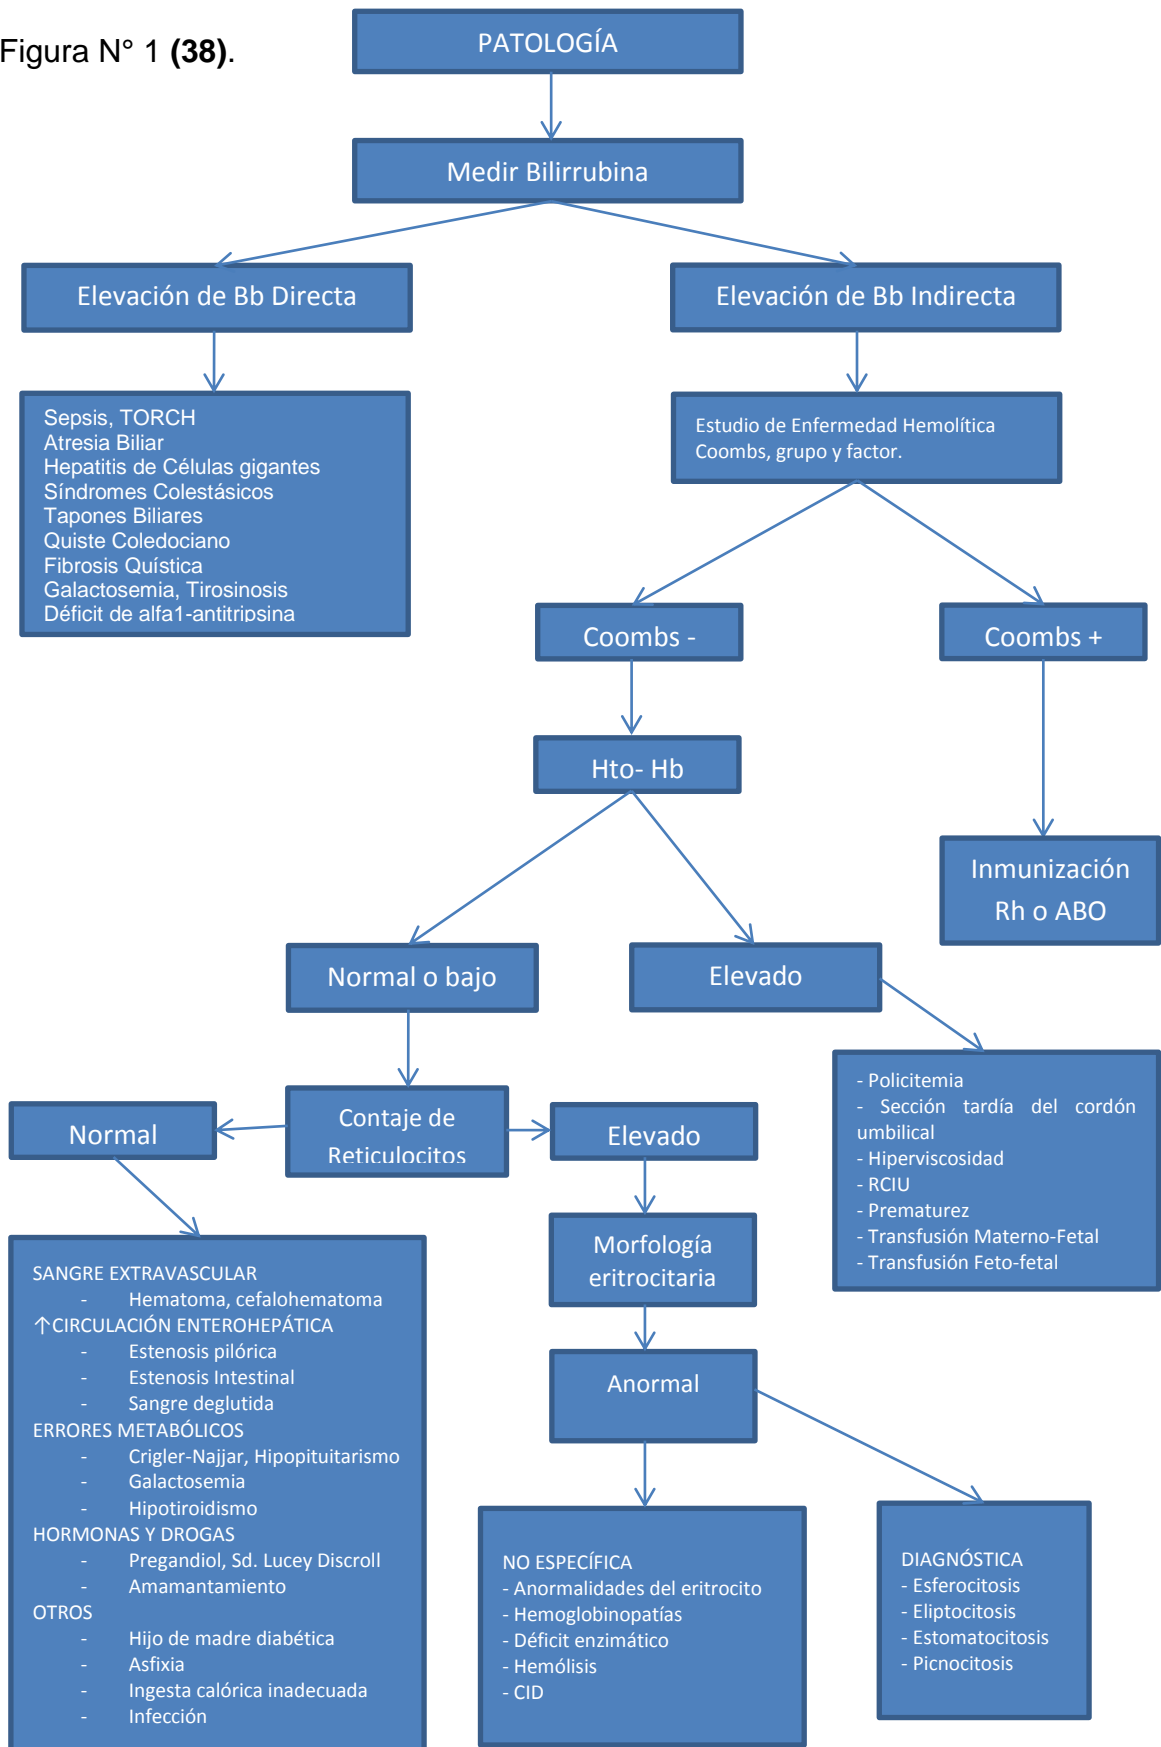 Figura N° 1 (38).
PATOLOGÍA
Medir Bilirrubina
Elevación de Bb Directa
Elevación de Bb Indirecta
Sepsis, TORCH
Atresia Biliar
Hepatitis de Células gigantes
Síndromes Colestásicos
Tapones Biliares
Quiste Coledociano
Fibrosis Quística
Galactosemia, Tirosinosis
Déficit de alfa1-antitripsina
Estudio de Enfermedad Hemolítica
Coombs, grupo y factor.
Coombs -
Coombs +
Hto- Hb
Inmunización
Rh o ABO
Normal o bajo
Elevado
- Policitemia
- Sección tardía del cordón
umbilical
- Hiperviscosidad
- RCIU
- Prematurez
- Transfusión Materno-Fetal
- Transfusión Feto-fetal
Normal
Contaje de
Reticulocitos
Elevado
Morfología
eritrocitaria
Anormal
SANGRE EXTRAVASCULAR
- Hematoma, cefalohematoma
↑CIRCULACIÓN ENTEROHEPÁTICA
- Estenosis pilórica
- Estenosis Intestinal
- Sangre deglutida
ERRORES METABÓLICOS
- Crigler-Najjar, Hipopituitarismo
- Galactosemia
- Hipotiroidismo
HORMONAS Y DROGAS
- Pregandiol, Sd. Lucey Discroll
- Amamantamiento
OTROS
- Hijo de madre diabética
- Asfixia
- Ingesta calórica inadecuada
- Infección
NO ESPECÍFICA
- Anormalidades del eritrocito
- Hemoglobinopatías
- Déficit enzimático
- Hemólisis
- CID
DIAGNÓSTICA
- Esferocitosis
- Eliptocitosis
- Estomatocitosis
- Picnocitosis